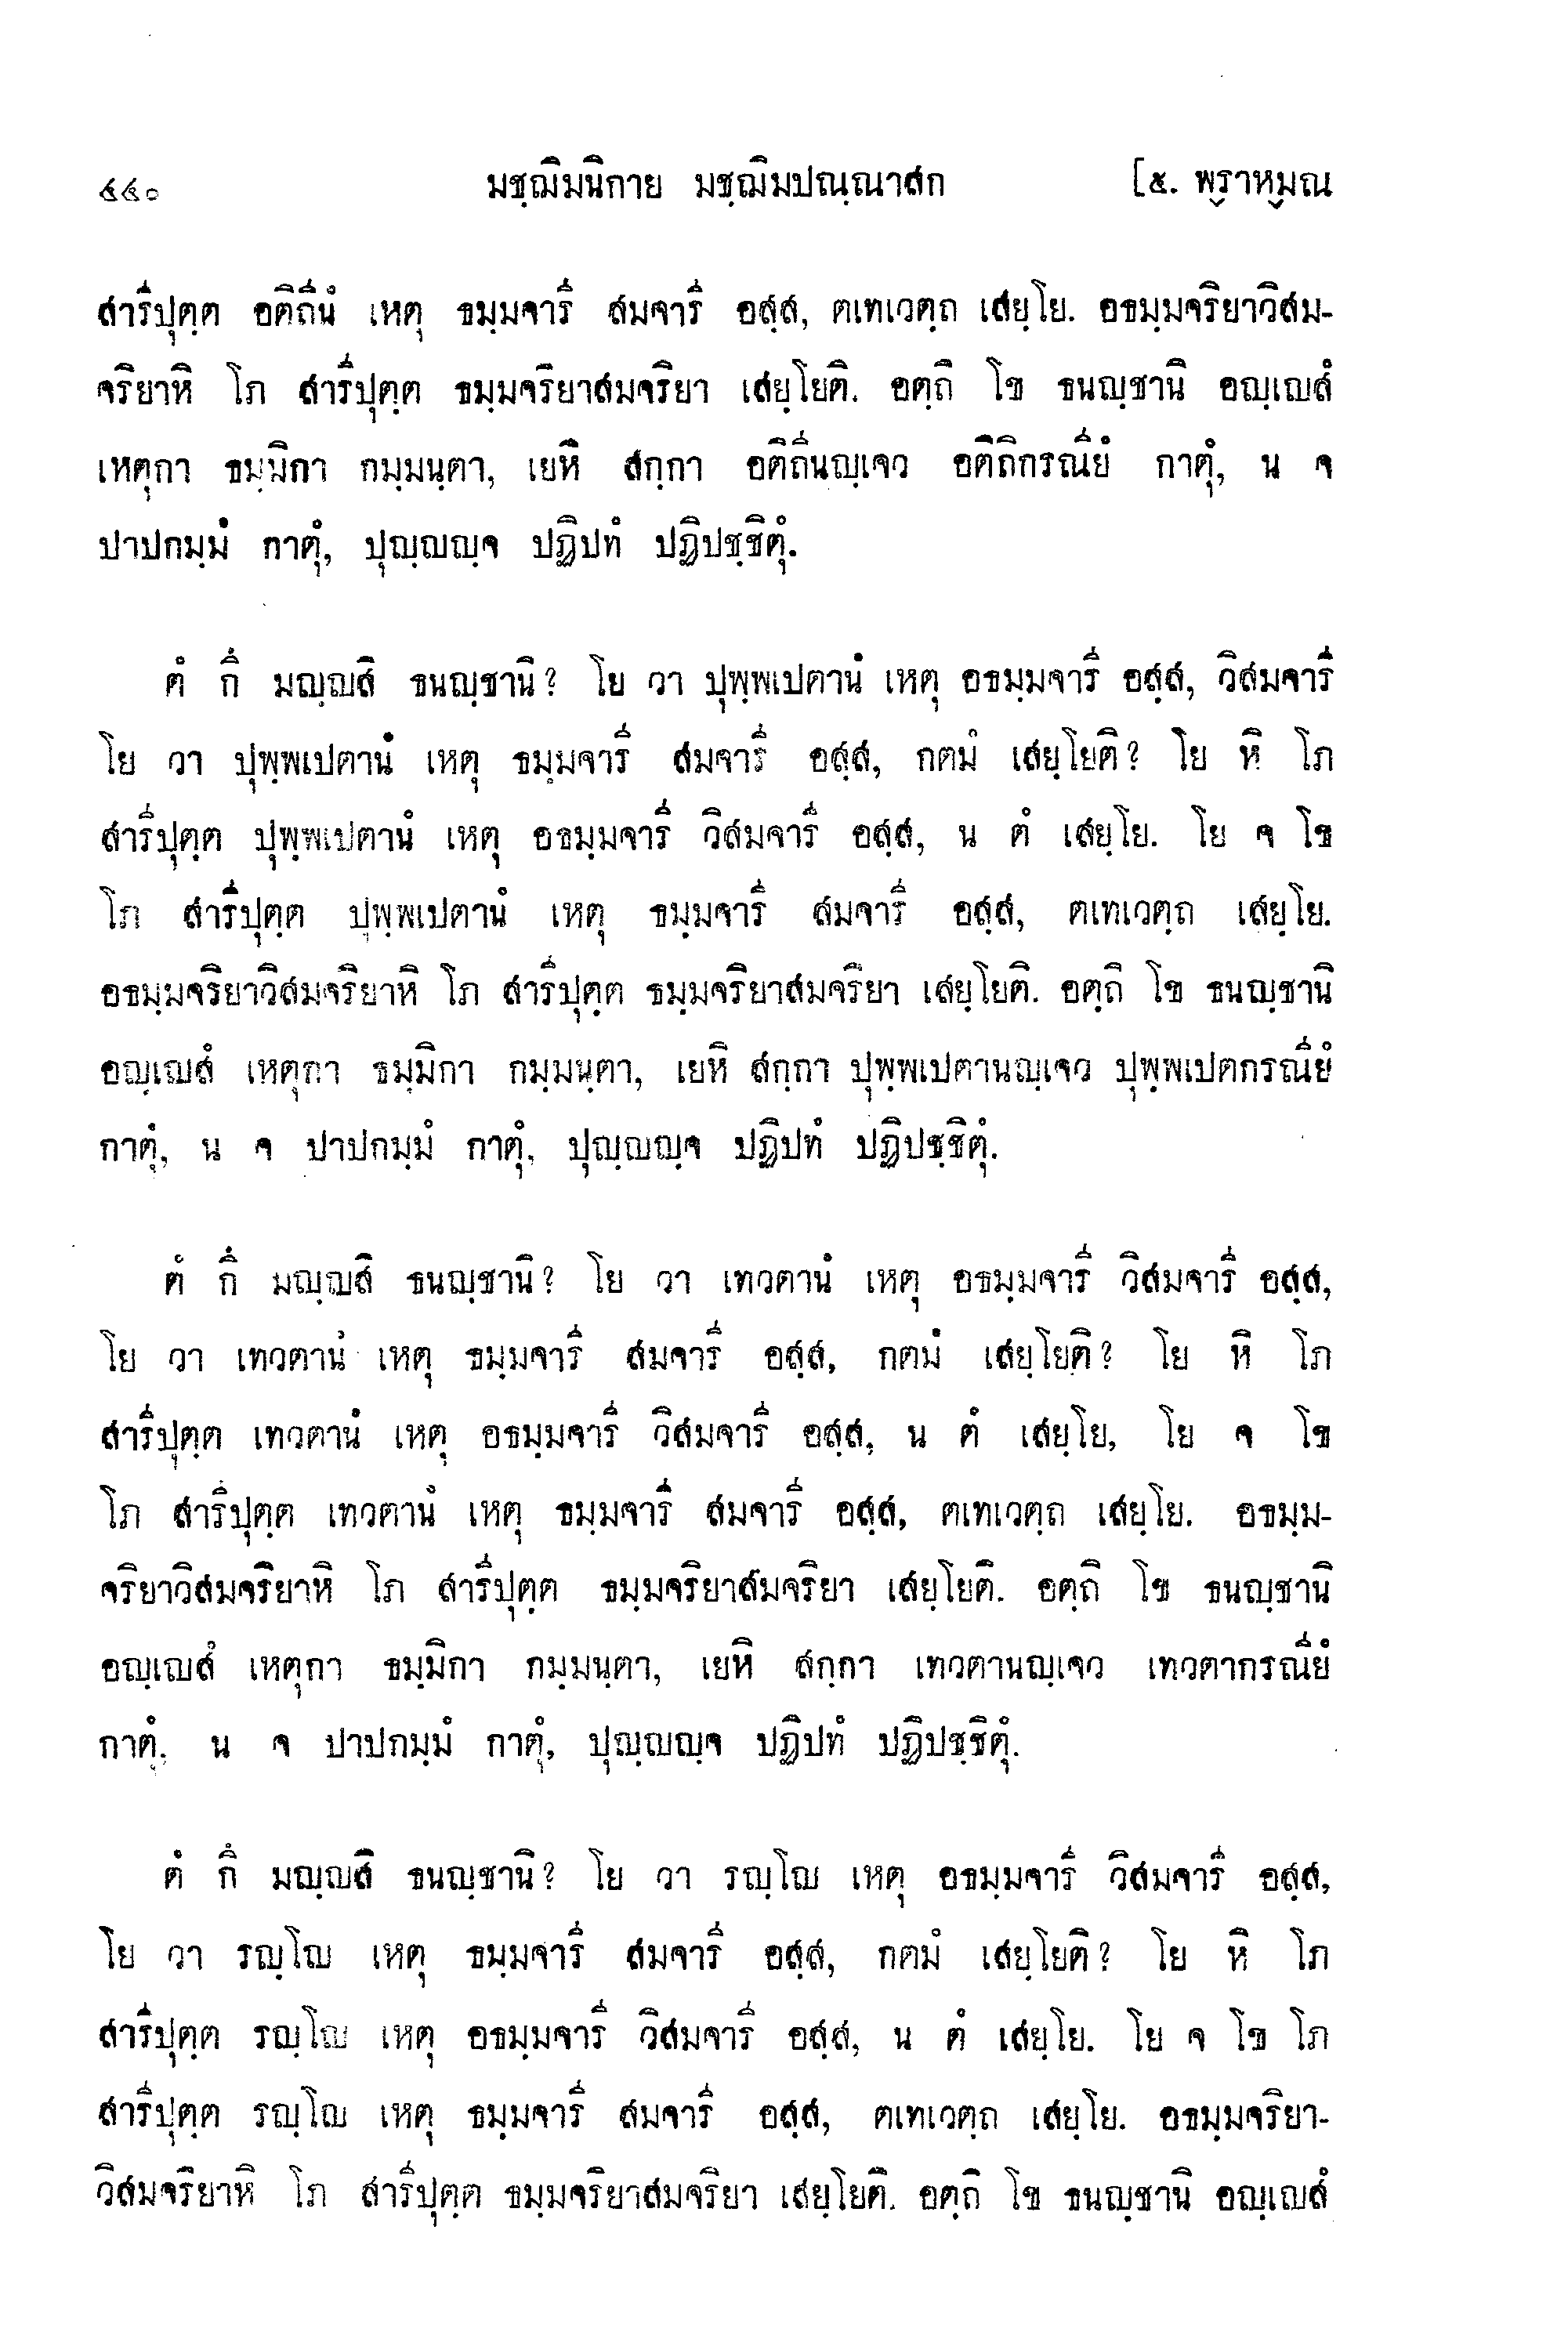 ๔๔๐ มชฺฌิมนิกาย มชฺฌิมปณฺณาสก [๕. พ๎ราห๎มณ
สารีปุตฺต อติถีนํ เหตุ ธมฺมจารี สมจารี อสฺส, ตเทเวตฺถ เสยฺโย. อธมฺมจริยาวิสม-
จริยาหิ โภ สารีปุตฺต ธมฺมจริยาสมจริยา เสยฺโยติ. อตฺถิ โข ธนญฺชานิ อญฺเญสํ
เหตุกา ธมฺมิกา กมฺมนฺตา, เยหิ สกฺกา อติถีนญฺเจว อติถิกรณียํ กาตุํ, น จ
ปาปกมฺมํ กาตุํ, ปุญฺญญฺจ ปฏิปทํ ปฏิปชฺชิตุํ.
ตํ กึ มญฺญสิ ธนญฺชานิ? โย วา ปุพฺพเปตานํ เหตุ อธมฺมจารี อสฺส, วิสมจารี
โย วา ปุพฺพเปตานํ เหตุ ธมฺมจารี สมจารี อสฺส, กตมํ เสยฺโยติ? โย หิ โภ
สารีปุตฺต ปุพฺพเปตานํ เหตุ อธมฺมจารี วิสมจารี อสฺส, น ตํ เสยฺโย. โย จ โข
โภ สารีปุตฺต ปุพฺพเปตานํ เหตุ ธมฺมจารี สมจารี อสฺส, ตเทเวตฺถ เสยฺโย.
อธมฺมจริยาวิสมจริยาหิ โภ สารีปุตฺต ธมฺมจริยาสมจริยา เสยฺโยติ. อตฺถิ โข ธนญฺชานิ
อญฺเญสํ เหตุกา ธมฺมิกา กมฺมนฺตา, เยหิ สกฺกา ปุพฺพเปตานญฺเจว ปุพฺพเปตกรณียํ
กาตุํ, น จ ปาปกมฺมํ กาตุํ, ปุญฺญญฺจ ปฏิปทํ ปฏิปชฺชิตุํ.
ตํ กึ มญฺญสิ ธนญฺชานิ? โย วา เทวตานํ เหตุ อธมฺมจารี วิสมจารี อสฺส,
โย วา เทวตานํ เหตุ ธมฺมจารี สมจารี อสฺส, กตมํ เสยฺโยติ? โย หิ โภ
สารีปุตฺต เทวตานํ เหตุ อธมฺมจารี วิสมจารี อสฺส, น ตํ เสยฺโย, โย จ โข
โภ สารีปุตฺต เทวตานํ เหตุ ธมฺมจารี สมจารี อสฺส, ตเทเวตฺถ เสยฺโย. อธมฺม-
จริยาวิสมจริยาหิ โภ สารีปุตฺต ธมฺมจริยาสมจริยา เสยฺโยติ. อตฺถิ โข ธนญฺชานิ
อญฺเญสํ เหตุกา ธมฺมิกา กมฺมนฺตา, เยหิ สกฺกา เทวตานญฺเจว เทวตากรณียํ
กาตุํ, น จ ปาปกมฺมํ กาตุํ, ปุญฺญญฺจ ปฏิปทํ ปฏิปชฺชิตุํ.
ตํ กึ มญฺญสิ ธนญฺชานิ? โย วา รญฺโญ เหตุ อธมฺมจารี วิสมจารี อสฺส,
โย วา รญฺโญ เหตุ ธมฺมจารี สมจารี อสฺส, กตมํ เสยฺโยติ? โย หิ โภ
สารีปุตฺต รญฺโญ เหตุ อธมฺมจารี วิสมจารี อสฺส, น ตํ เสยฺโย. โย จ โข โภ
สารีปุตฺต รญฺโญ เหตุ ธมฺมจารี สมจารี อสฺส, ตเทเวตฺถ เสยฺโย. อธมฺมจริยา-
วิสมจริยาหิ โภ สารีปุตฺต ธมฺมจริยาสมจริยา เสยฺโยติ. อตฺถิ โข ธนญฺชานิ อญฺเญสํ